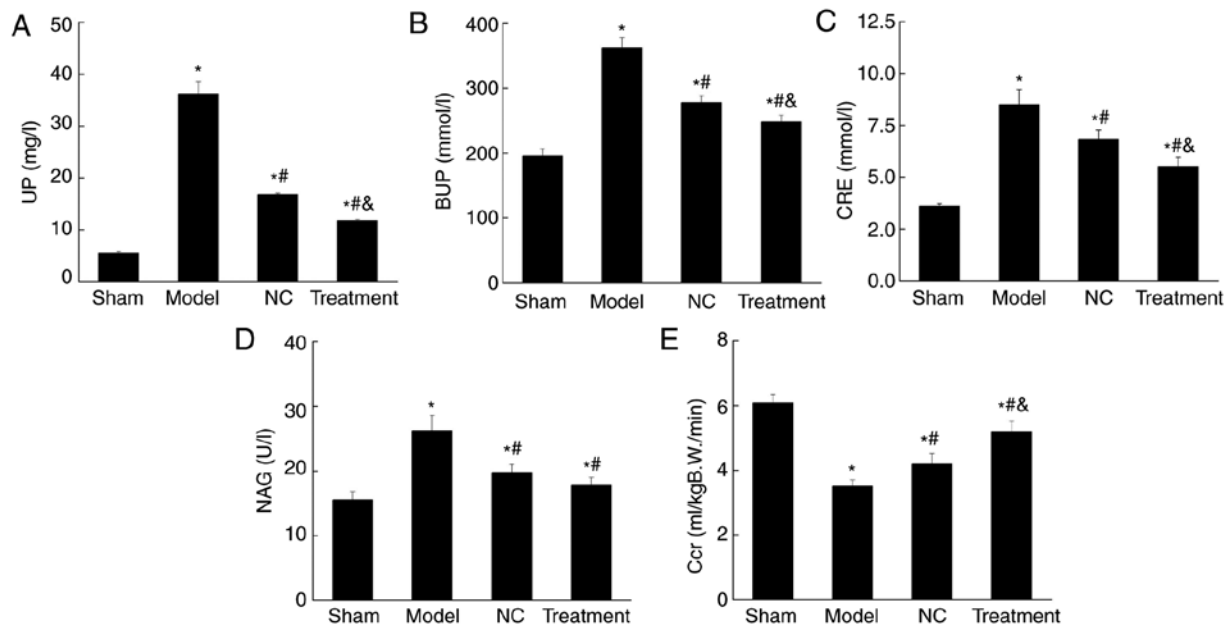 A
UP (mg/l)
50
40
30
20
10
0
*
*#
*#&
Sham Model NC Treatment
B
BUP (mmol/l)
400
300
200
100
0
*
*#
*#&
Sham Model NC Treatment
C
CRE (mmol/l)
12.5
10.0
7.5
5.0
2.0
0.0
*
*#
*#&
Sham Model NC Treatment
D
NAG (U/l)
40
30
20
10
0
*
*#
*#
Sham Model NC Treatment
E
Ccr (ml/kgB.W./min)
8
6
4
2
0
*
*#
*#&
Sham Model NC Treatment